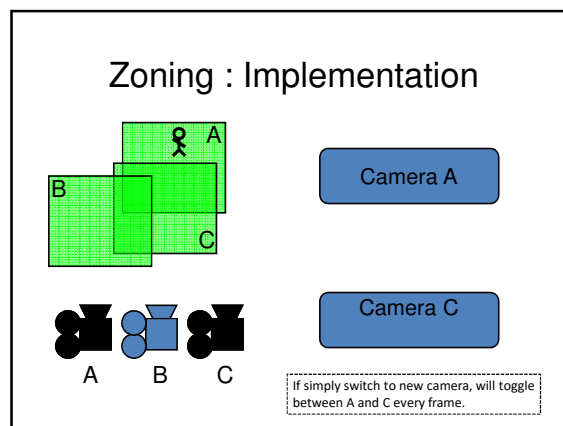 Zoning : Implementation
A
B
C
Camera A
Camera C
A B C
If simply switch to new camera, will toggle
between A and C every frame.